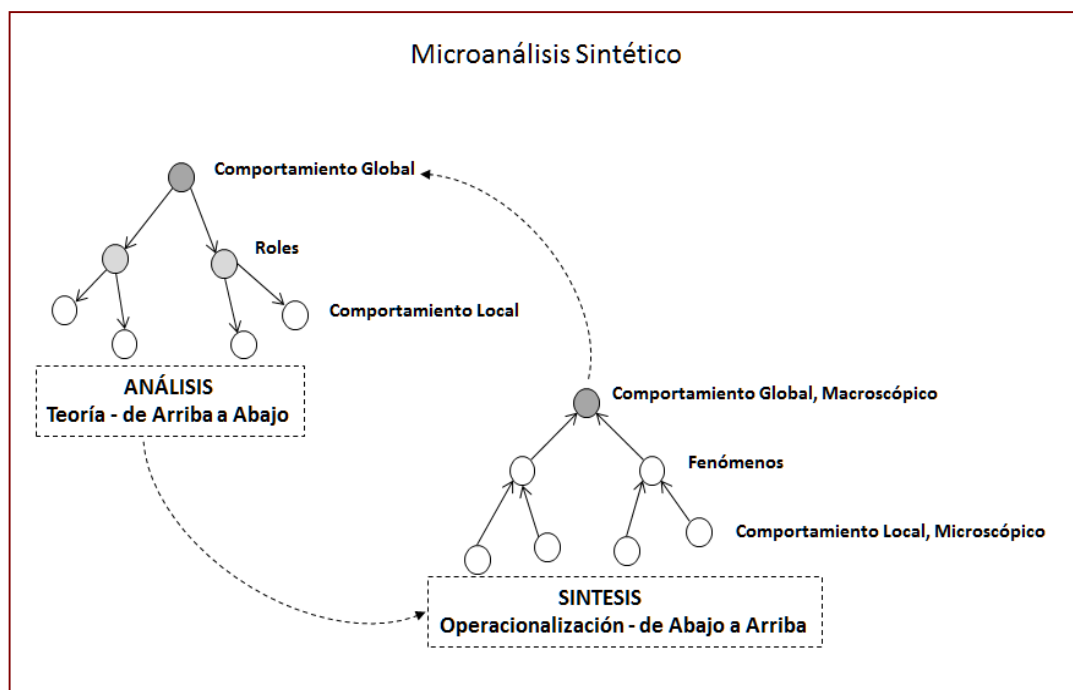 Microanálisis Sintético
Comportamiento Global
Roles
Comportamiento Local
ANÁLISIS
Teoría - de Arriba a Abajo
Comportamiento Global, Macroscópico
Fenómenos
Comportamiento Local, Microscópico
SINTESIS
Operacionalización - de Abajo a Arriba